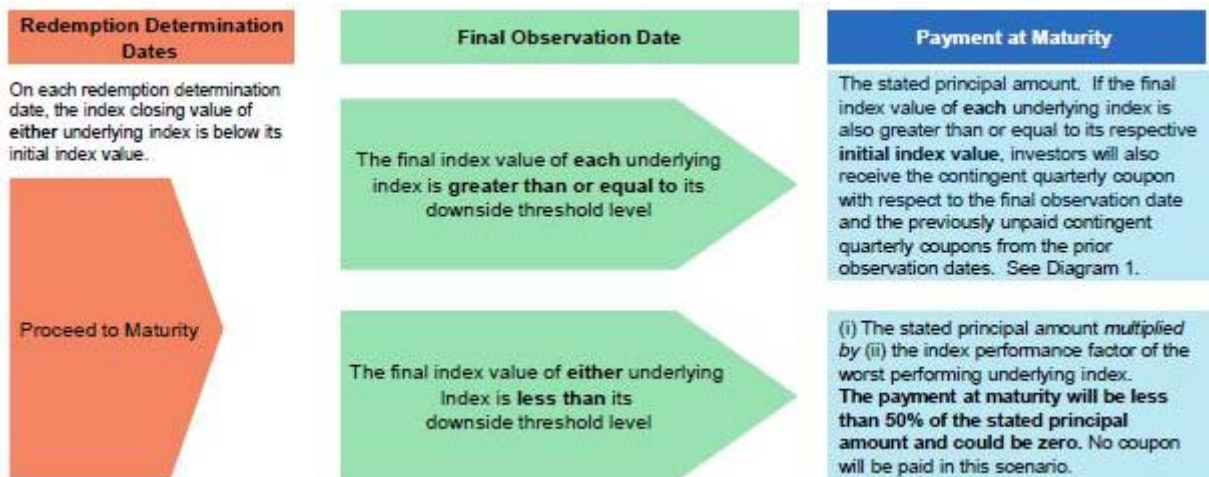 Redemption Determination
Dates
On each redemption determination
date, the index closing value of
either underlying index is below its
initial index value.
Proceed to Maturity
Final Observation Date
The final index value of each underlying
index is greater than or equal to its
downside threshold level
The final index value of either underlying
Index is less than its
downside threshold level
Payment at Maturity
The stated principal amount. If the final
index value of each underlying index is
also greater than or equal to its respective
initial index value, investors will also
receive the contingent quarterly coupon
with respect to the final observation date
and the previously unpaid contingent
quarterly coupons from the prior
observation dates. See Diagram 1.
(i) The stated principal amount multiplied
by (ii) the index performance factor of the
worst performing underlying index.
The payment at maturity will be less
than 50% of the stated principal
amount and could be zero. No coupon
will be paid in this scenario.